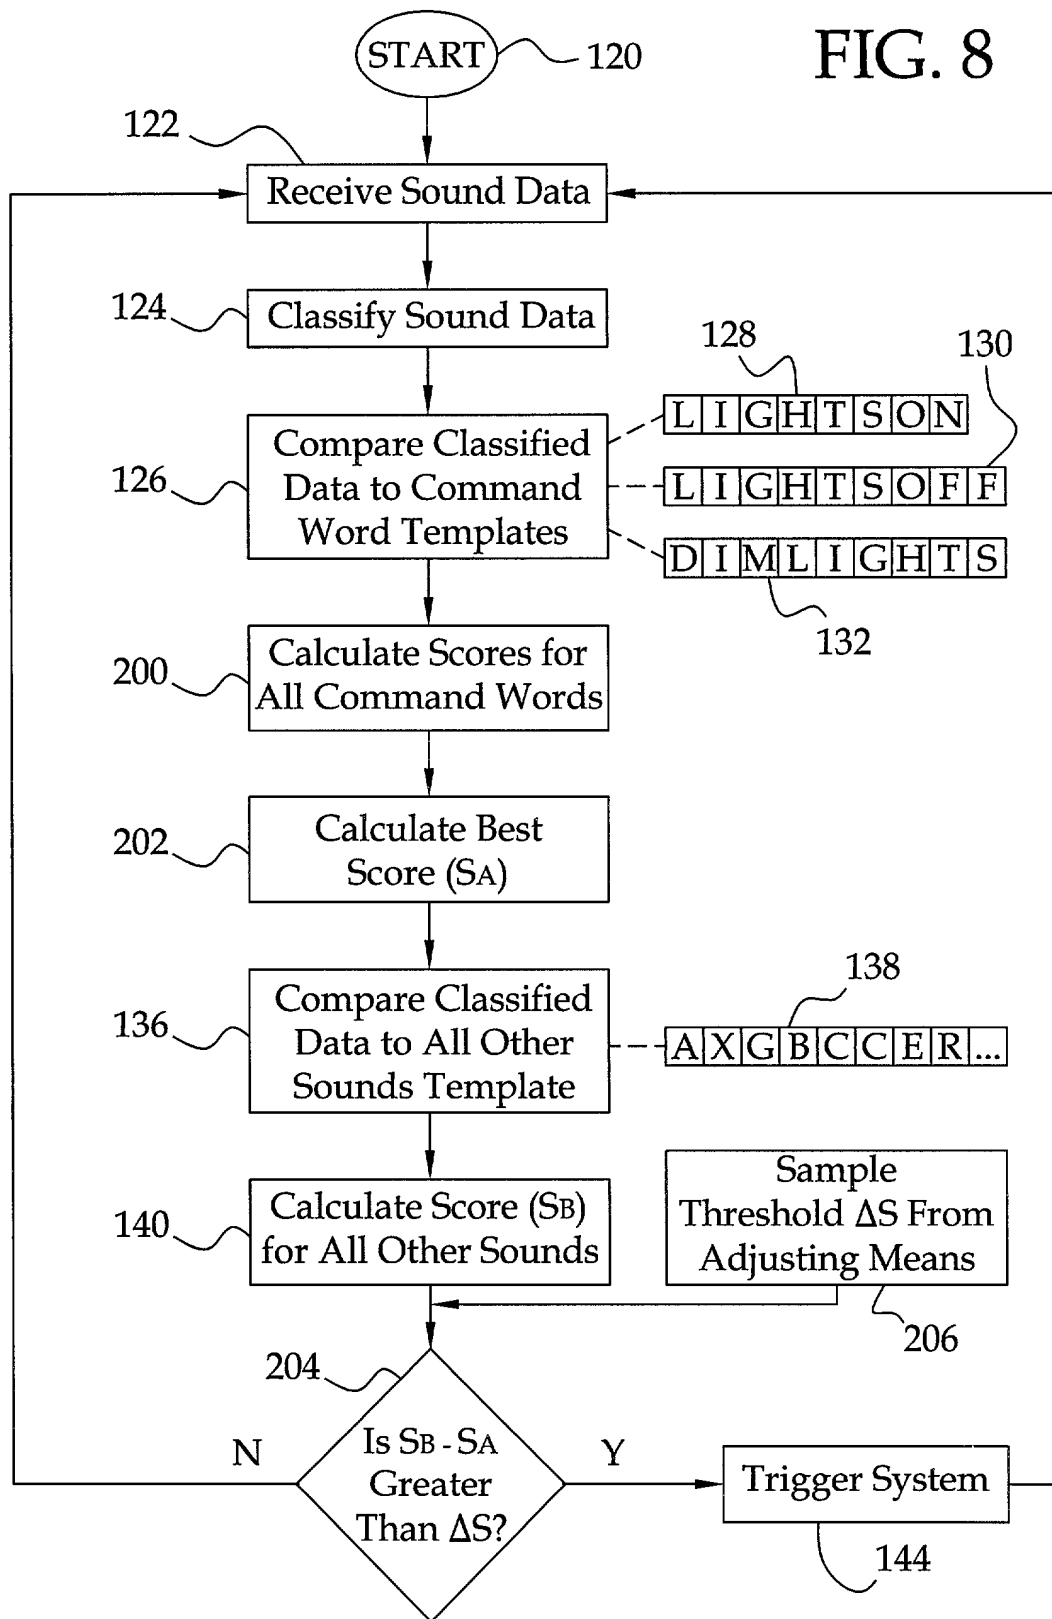 FIG. 8
START
120
122
Receive Sound Data
124
Classify Sound Data
128
130
LIGHTSON
126
Compare Classified
Data to Command
Word Templates
LIGHTSOFF
DIMLIGHTS
132
200
Calculate Scores for
All Command Words
202
Calculate Best
Score (SA)
136
Compare Classified
Data to All Other
Sounds Template
138
AXGBCCER...
140
Calculate Score (SB)
for All Other Sounds
Sample
Threshold ΔS From
Adjusting Means
206
204
Is SB - SA
Greater
Than ΔS?
N
Y
Trigger System
144